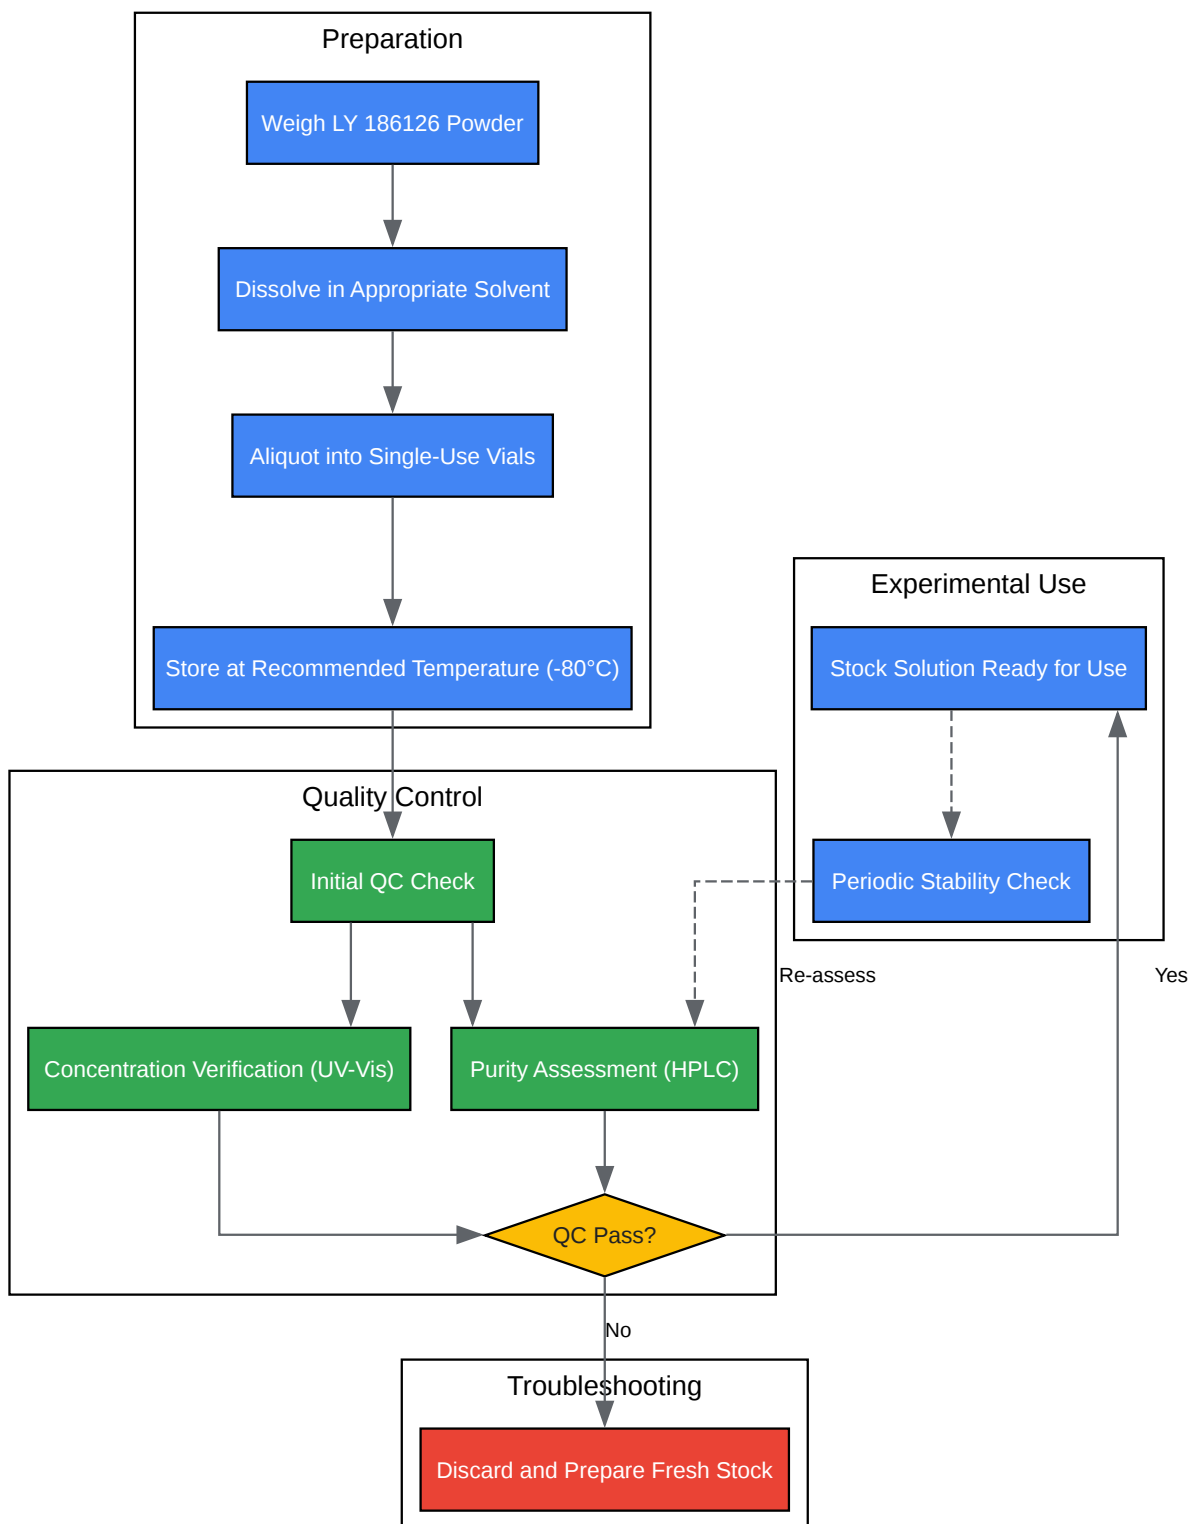 Preparation
Weigh LY 186126 Powder
Dissolve in Appropriate Solvent
Aliquot into Single-Use Vials
Store at Recommended Temperature (-80°C)
Experimental Use
Stock Solution Ready for Use
Periodic Stability Check
Quality Control
Initial QC Check
Re-assess
Yes
Concentration Verification (UV-Vis)
Purity Assessment (HPLC)
QC Pass?
No
Troubleshooting
Discard and Prepare Fresh Stock